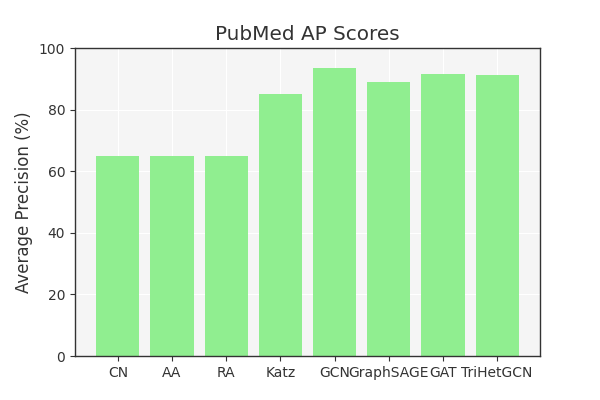 PubMed AP Scores
Average Precision (%)
100
80
60
40
20
0
CN AA RA Katz GCN GraphSAGE GAT TriHetGCN